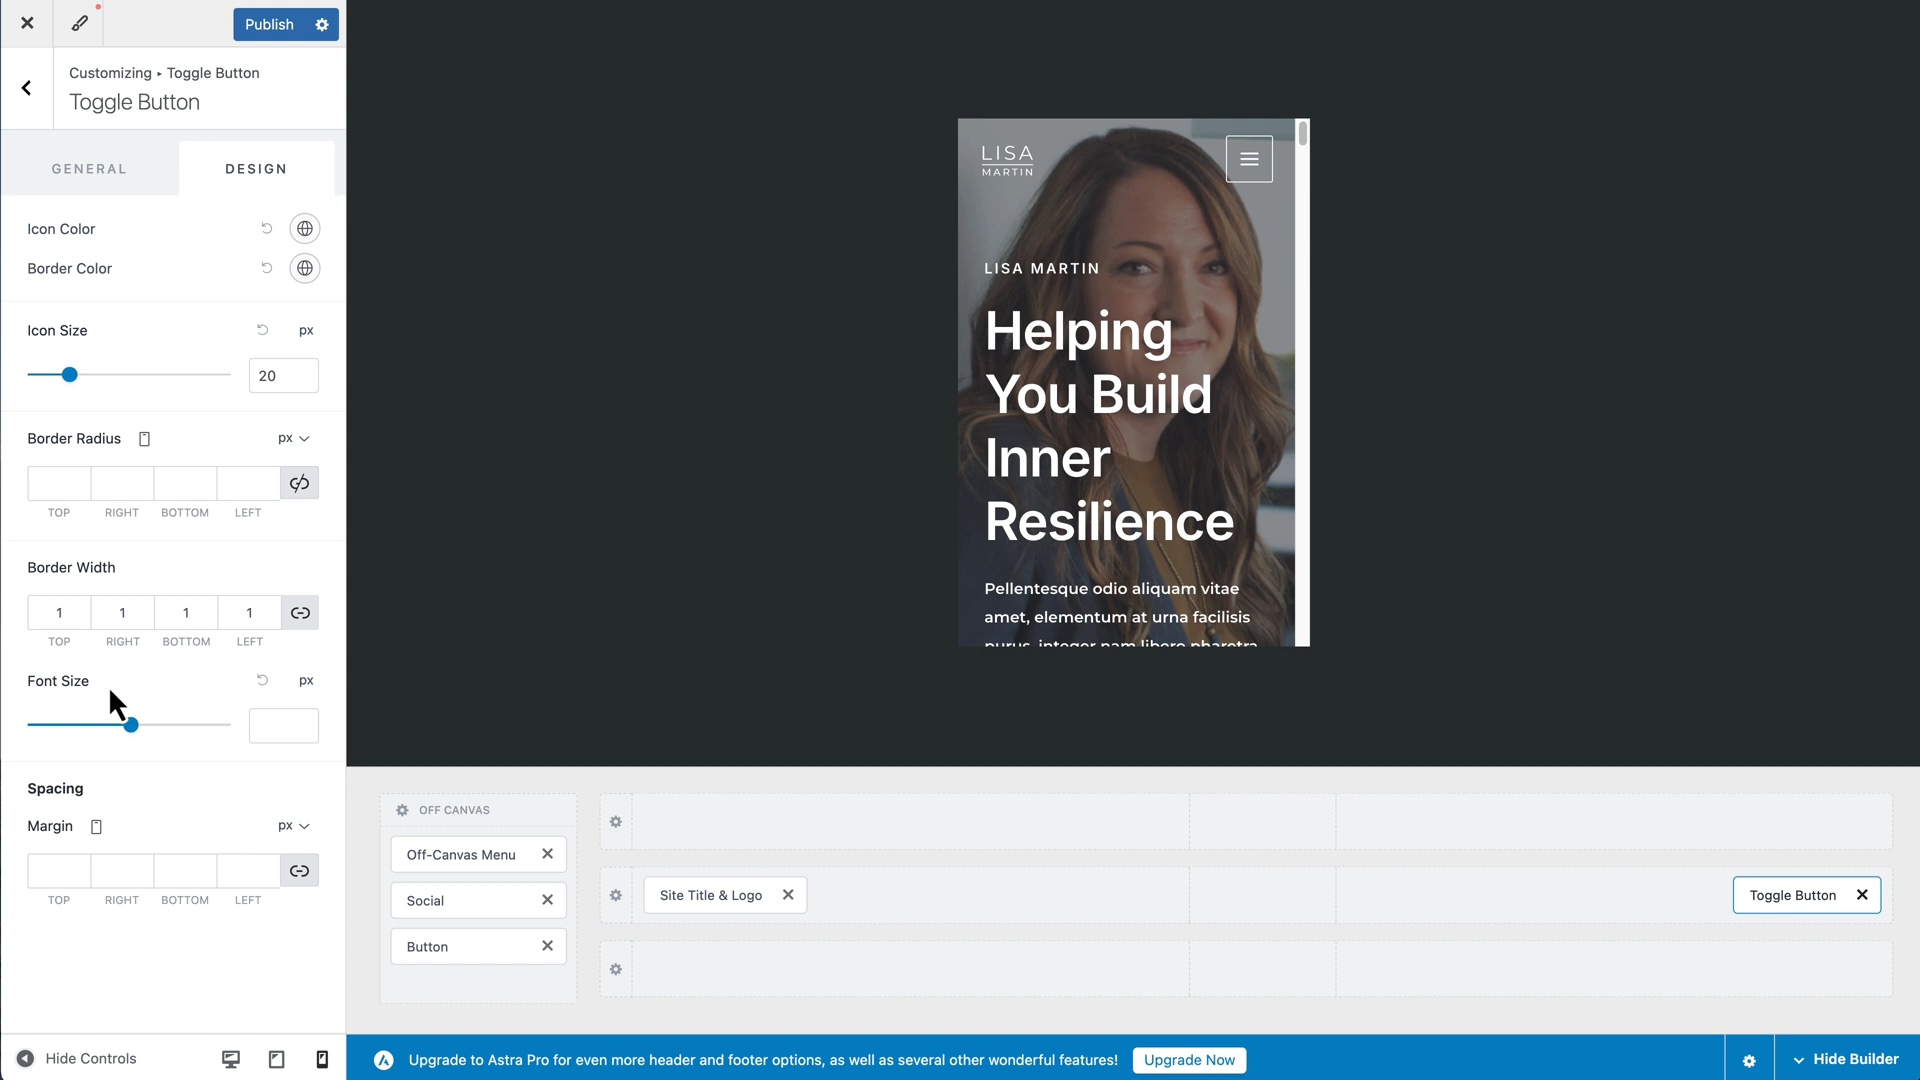 Publish
Customizing ▸ Toggle Button
Toggle Button
GENERAL
DESIGN
Icon Color
Border Color
Icon Size
px
20
Border Radius
px
TOP RIGHT BOTTOM LEFT
Border Width
1 1 1 1
TOP RIGHT BOTTOM LEFT
Font Size
px
Spacing
Margin
px
TOP RIGHT BOTTOM LEFT
Hide Controls
LISA
MARTIN
LISA MARTIN
Helping
You Build
Inner
Resilience
Pellentesque odio aliquam vitae
amet, elementum at urna facilisis
purus, integer nam libero pharetra
OFF CANVAS
Off-Canvas Menu
Social
Button
Site Title & Logo
Toggle Button
Upgrade to Astra Pro for even more header and footer options, as well as several other wonderful features!
Upgrade Now
Hide Builder